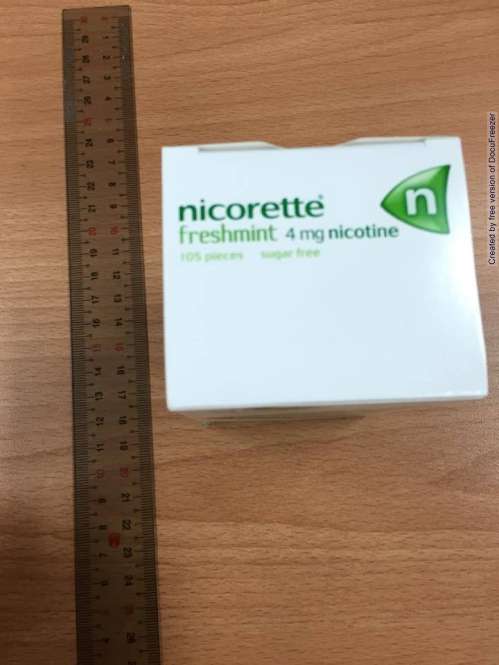 nicorette®
n
freshmint 4 mg nicotine
105 pieces sugar free
Created by free version of DocuFreezer